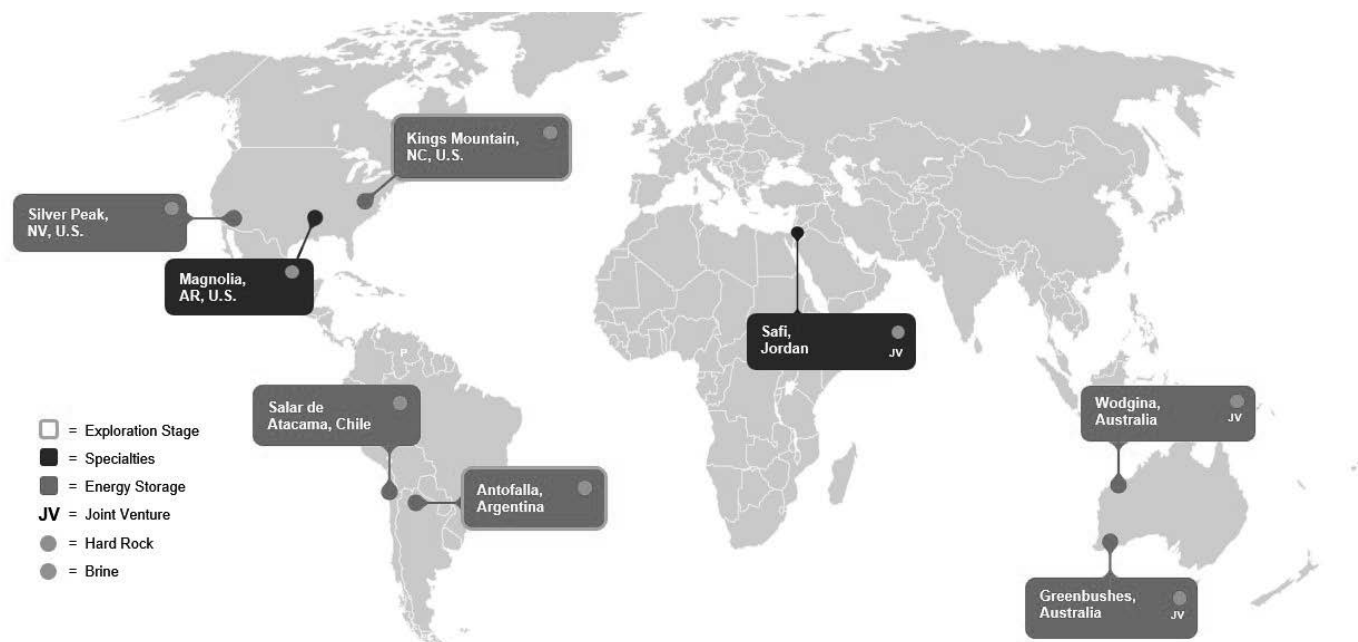 Kings Mountain,
NC, U.S.
Silver Peak,
NV, U.S.
Magnolia,
AR, U.S.
Safi,
Jordan
JV
P
Salar de
Atacama, Chile
Wodgina,
Australia
JV
Antofalla,
Argentina
Greenbushes,
Australia
JV
= Exploration Stage
= Specialties
= Energy Storage
JV = Joint Venture
= Hard Rock
= Brine